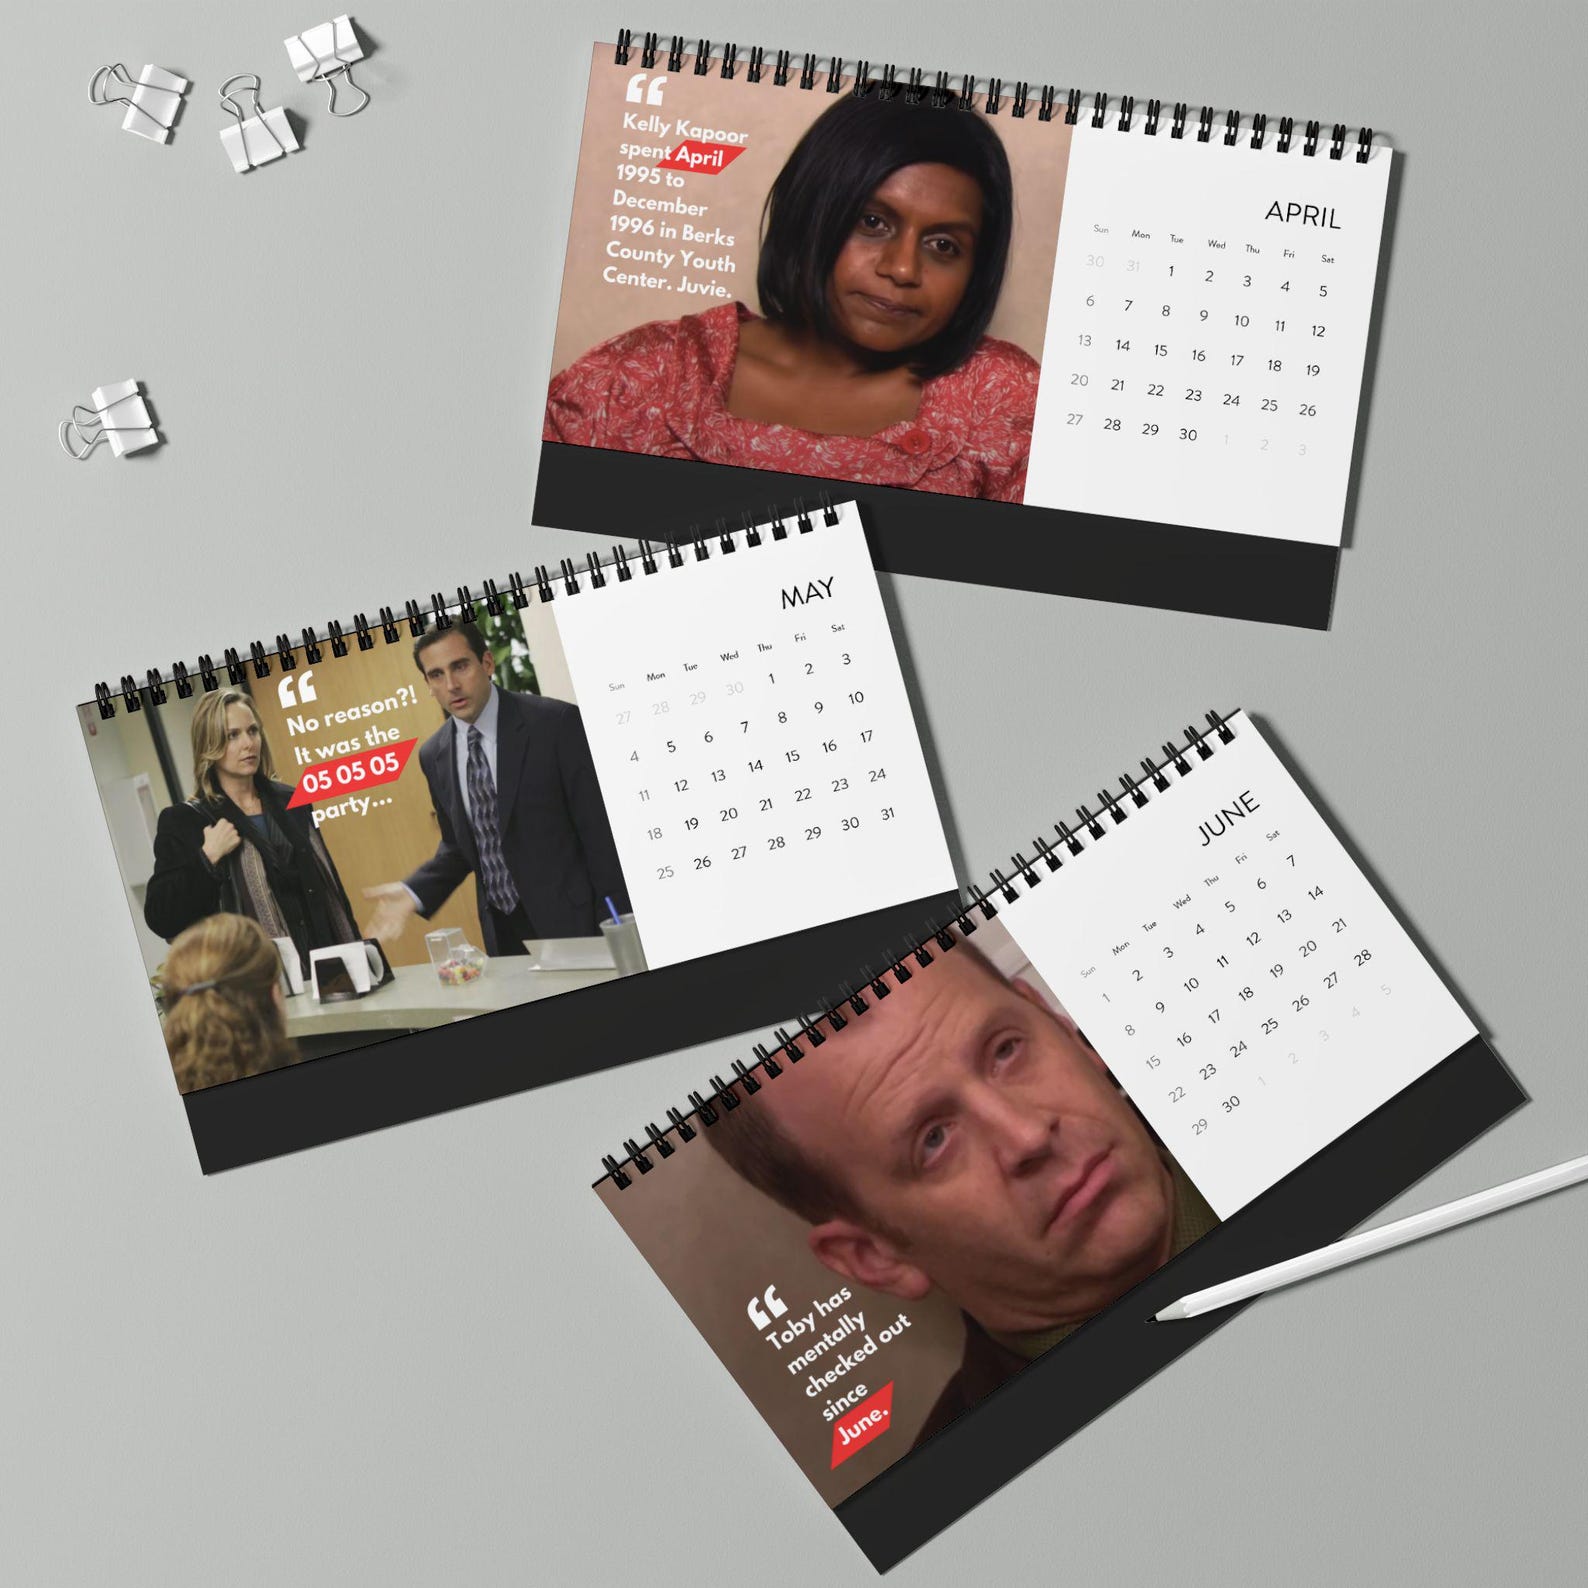 “
Kelly Kapoor
spent April
1995 to
December
1996 in Berks
County Youth
Center. Juvie.
APRIL
Sun Mon Tue Wed Thu Fri Sat
30 31 1 2 3 4 5
6 7 8 9 10 11 12
13 14 15 16 17 18 19
20 21 22 23 24 25 26
27 28 29 30 1 2 3
“
No reason?!
It was the
05 05 05
party...
MAY
Sun Mon Tue Wed Thu Fri Sat
27 28 29 30 1 2 3
4 5 6 7 8 9 10
11 12 13 14 15 16 17
18 19 20 21 22 23 24
25 26 27 28 29 30 31
“
Toby has
mentally
checked out
since
June.
JUNE
Sun Mon Tue Wed Thu Fri Sat
1 2 3 4 5 6 7
8 9 10 11 12 13 14
15 16 17 18 19 20 21
22 23 24 25 26 27 28
29 30 1 2 3 4 5